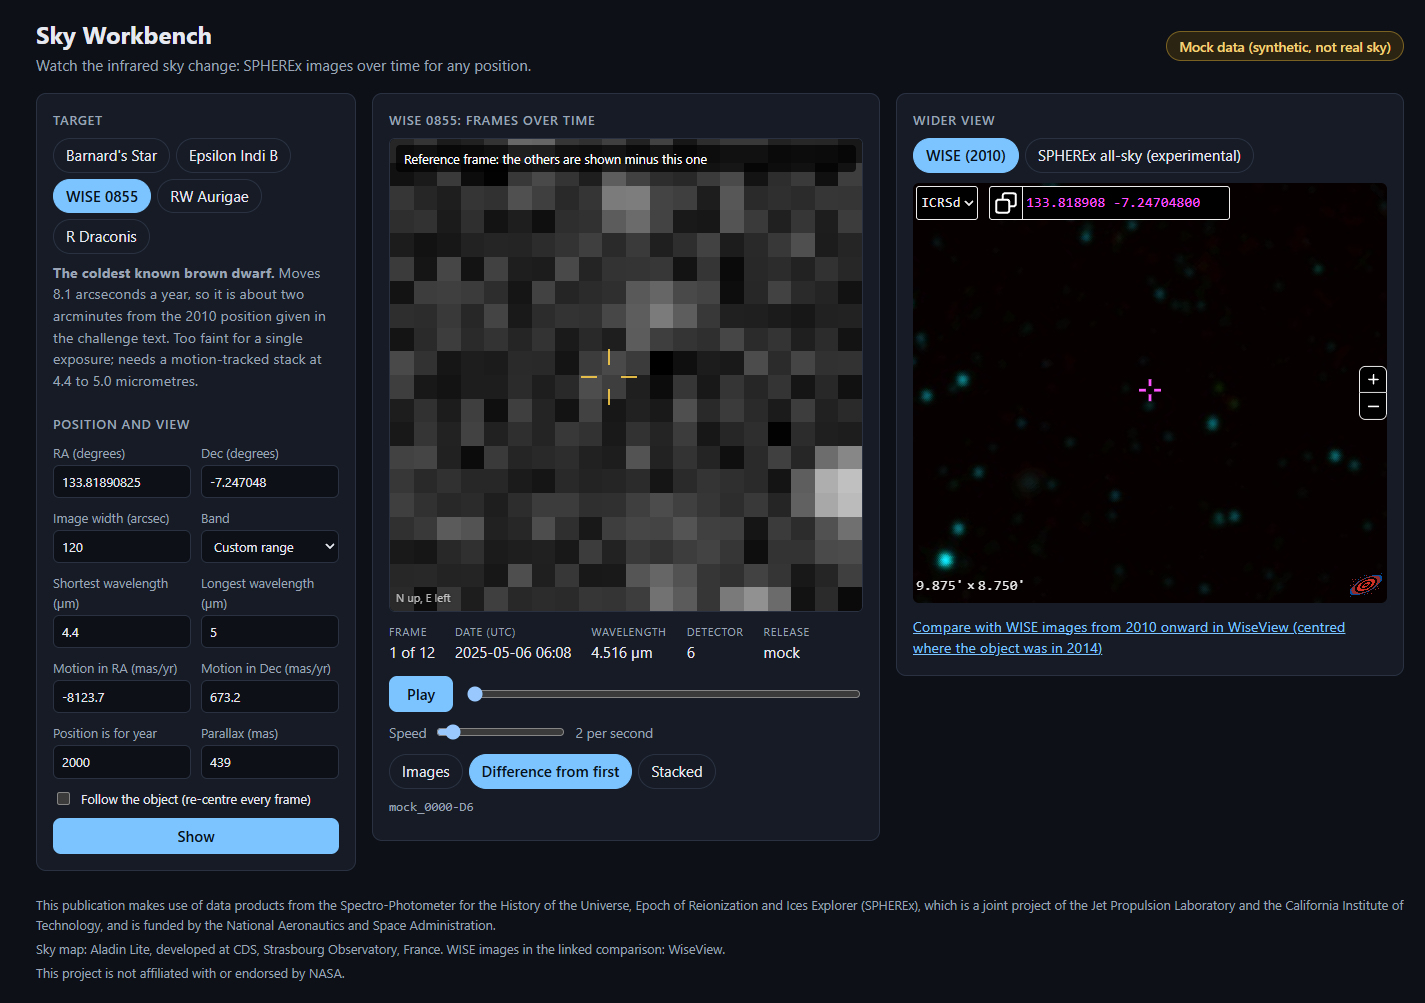 Sky Workbench
Watch the infrared sky change: SPHEREx images over time for any position.
Mock data (synthetic, not real sky)
TARGET
Barnard's Star
Epsilon Indi B
WISE 0855
RW Aurigae
R Draconis
The coldest known brown dwarf. Moves
8.1 arcseconds a year, so it is about two
arcminutes from the 2010 position given in
the challenge text. Too faint for a single
exposure; needs a motion-tracked stack at
4.4 to 5.0 micrometres.
POSITION AND VIEW
RA (degrees)
Dec (degrees)
133.81890825
-7.247048
Image width (arcsec)
Band
120
Custom range
Shortest wavelength
(µm)
Longest wavelength
(µm)
4.4
5
Motion in RA (mas/yr)
Motion in Dec (mas/yr)
-8123.7
673.2
Position is for year
Parallax (mas)
2000
439
Follow the object (re-centre every frame)
Show
WISE 0855: FRAMES OVER TIME
Reference frame: the others are shown minus this one
N up, E left
FRAME
DATE (UTC)
WAVELENGTH
DETECTOR
RELEASE
1 of 12
2025-05-06 06:08
4.516 µm
6
mock
Play
Speed
2 per second
Images
Difference from first
Stacked
mock_0000-D6
WIDER VIEW
WISE (2010)
SPHEREx all-sky (experimental)
ICRSd
133.818908 -7.24704800
+
−
9.875' × 8.750'
Compare with WISE images from 2010 onward in WiseView (centred
where the object was in 2014)
This publication makes use of data products from the Spectro-Photometer for the History of the Universe, Epoch of Reionization and Ices Explorer (SPHEREx), which is a joint project of the Jet Propulsion Laboratory and the California Institute of
Technology, and is funded by the National Aeronautics and Space Administration.
Sky map: Aladin Lite, developed at CDS, Strasbourg Observatory, France. WISE images in the linked comparison: WiseView.
This project is not affiliated with or endorsed by NASA.